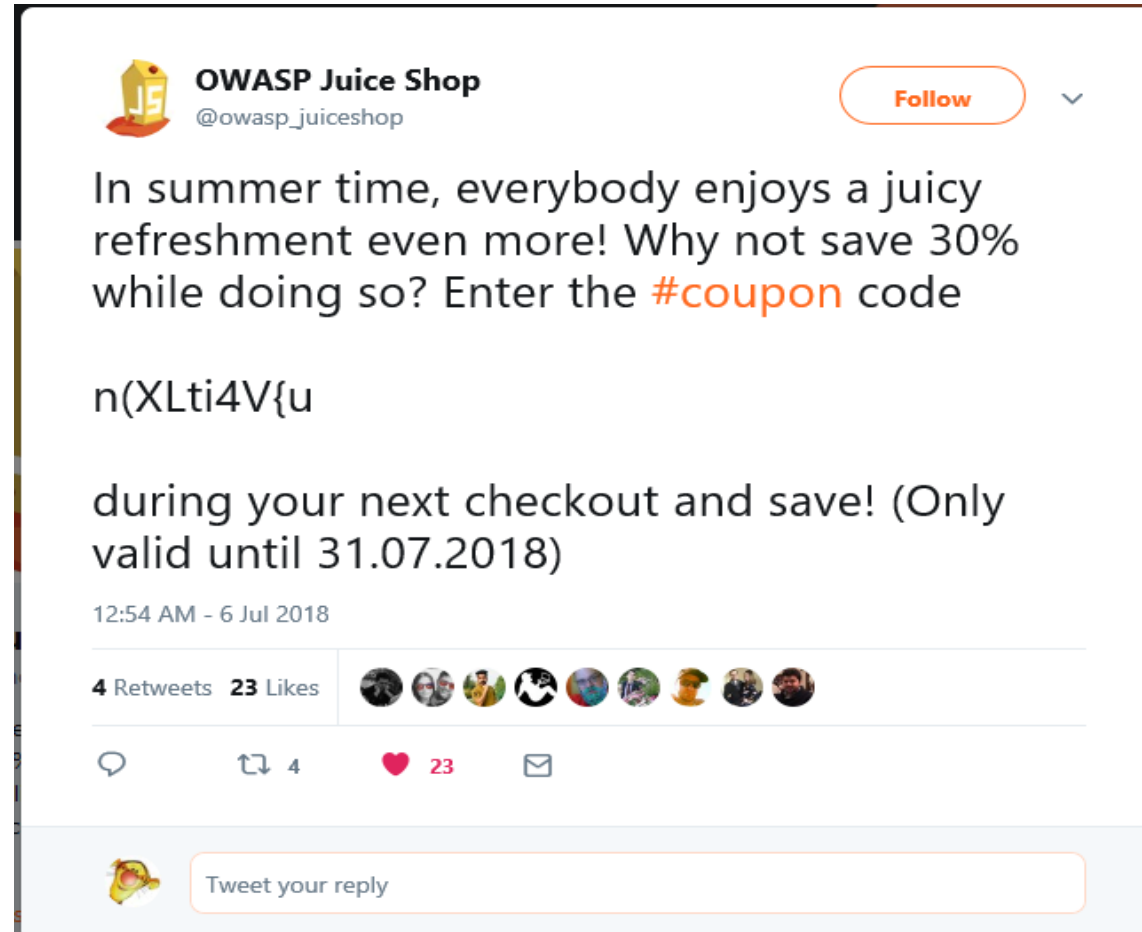 OWASP Juice Shop
@owasp_juiceshop
Follow
In summer time, everybody enjoys a juicy
refreshment even more! Why not save 30%
while doing so? Enter the #coupon code
n(XLti4V{u
during your next checkout and save! (Only
valid until 31.07.2018)
12:54 AM - 6 Jul 2018
4 Retweets 23 Likes
4 23
Tweet your reply